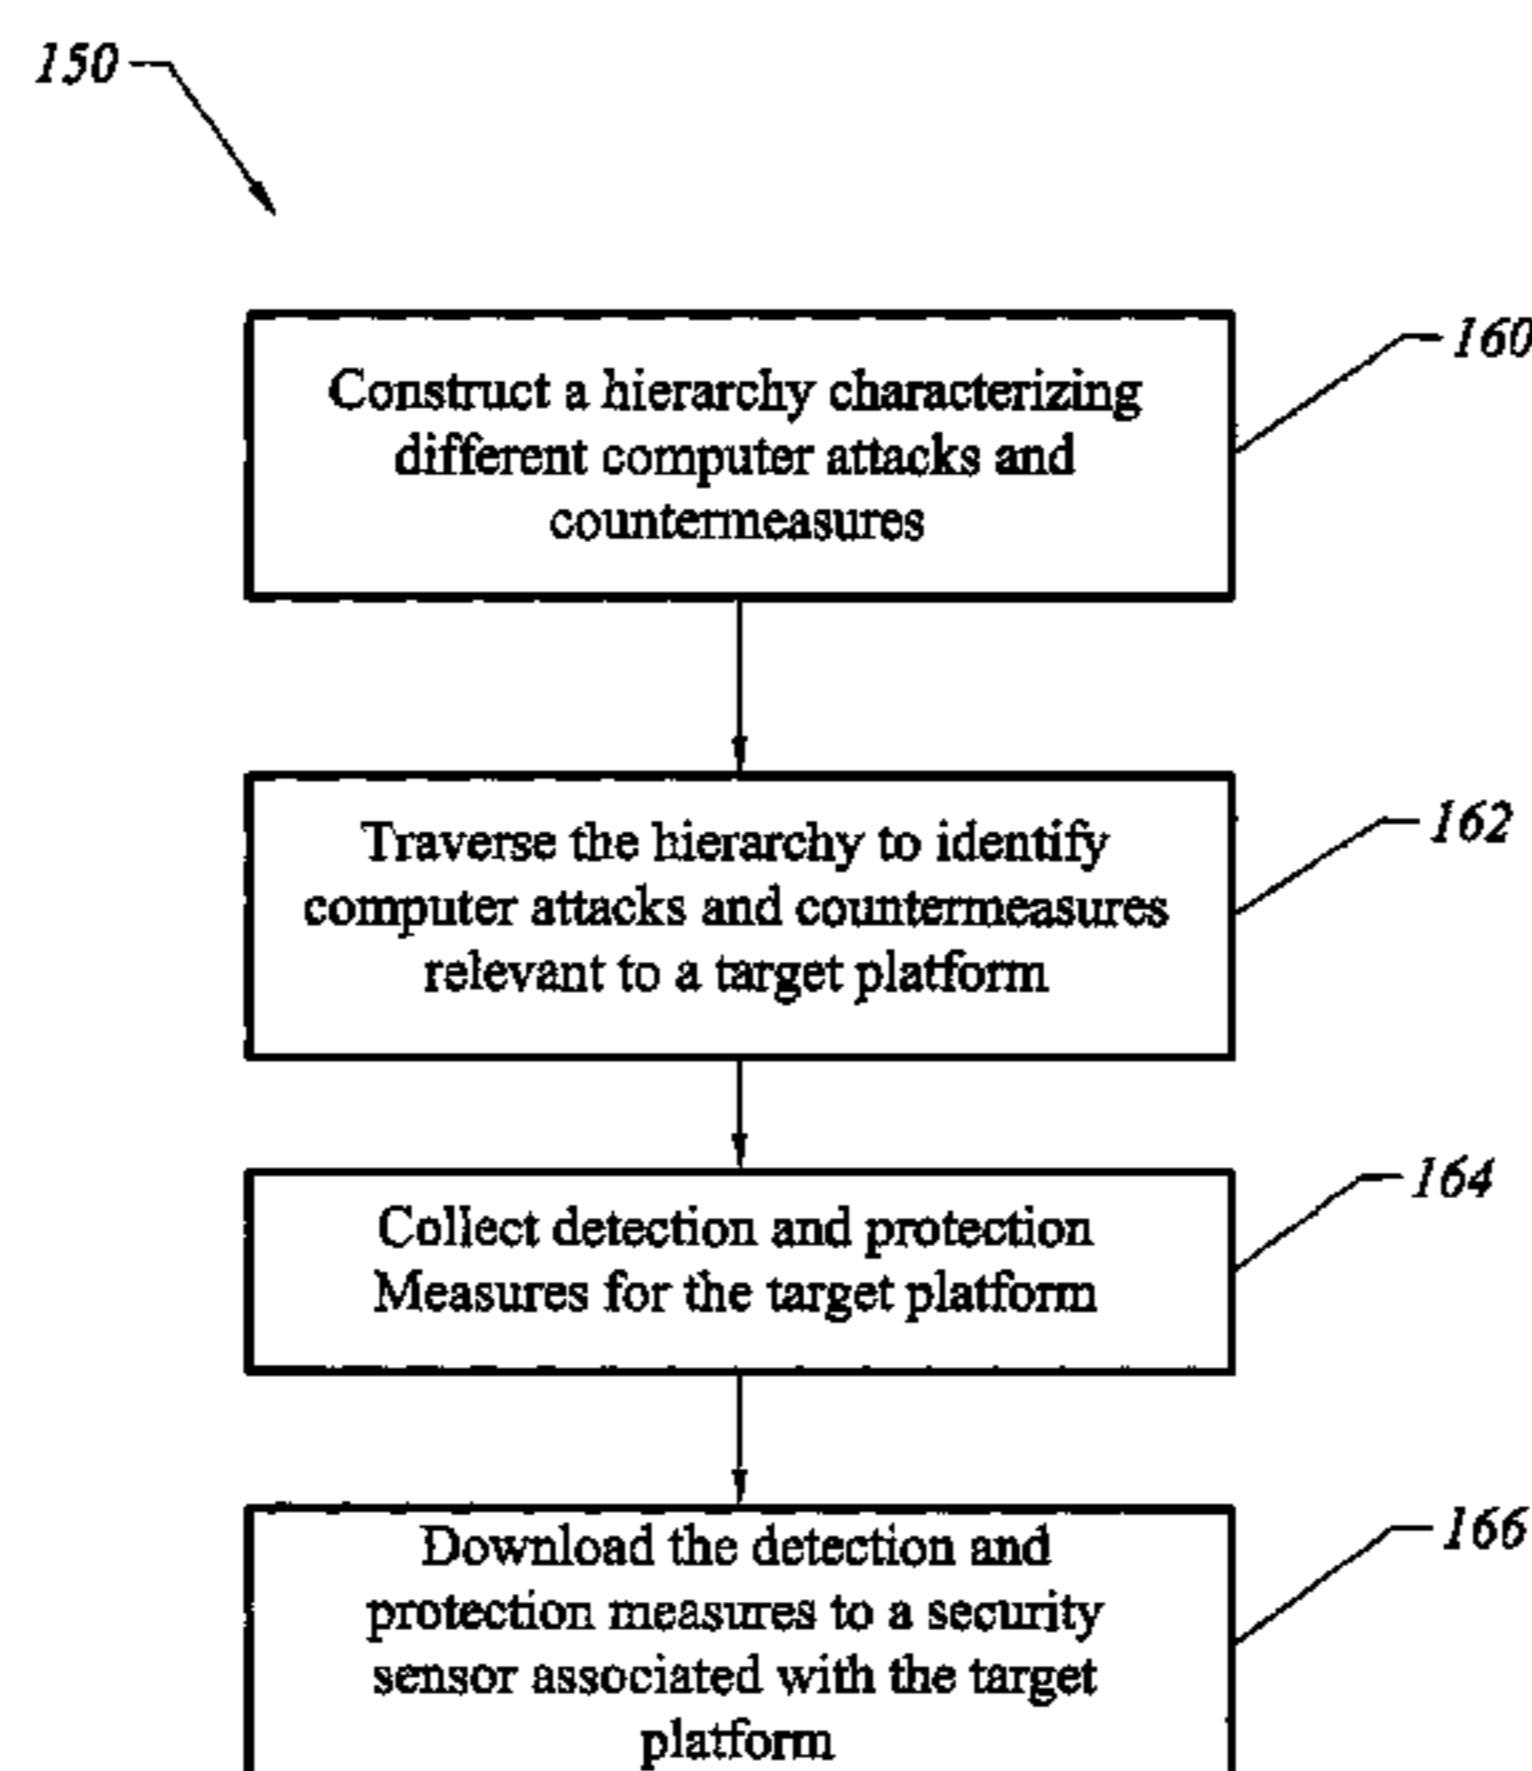 150
160
Construct a hierarchy characterizing
different computer attacks and
countermeasures
162
Traverse the hierarchy to identify
computer attacks and countermeasures
relevant to a target platform
164
Collect detection and protection
Measures for the target platform
166
Download the detection and
protection measures to a security
sensor associated with the target
platform